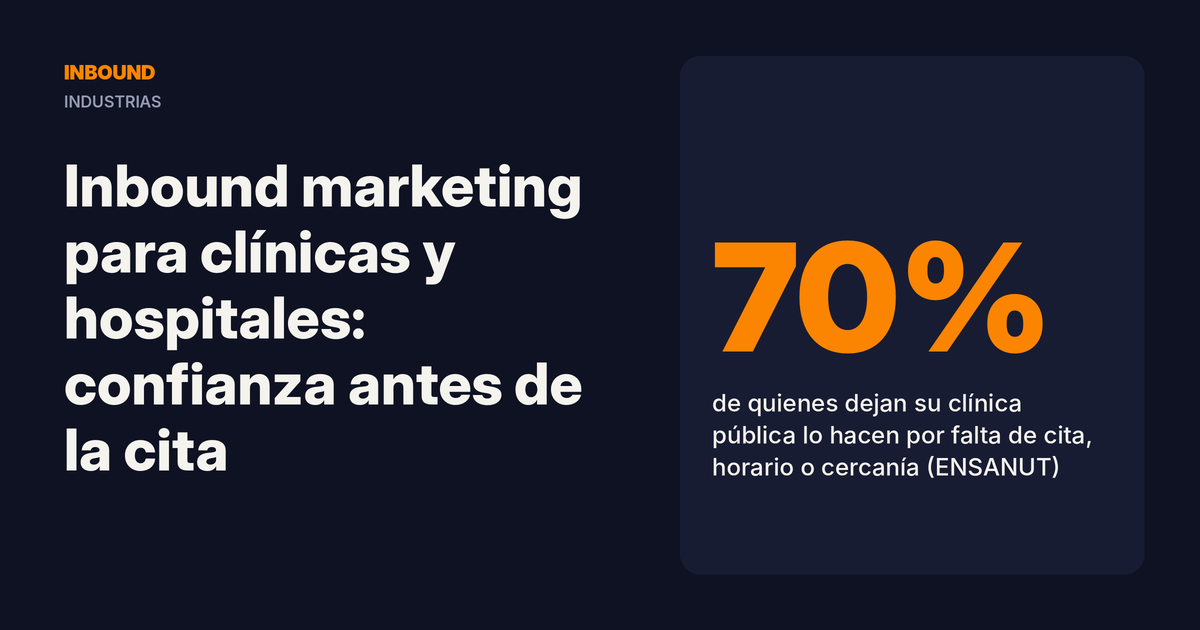 INBOUND
INDUSTRIAS
Inbound marketing
para clínicas y
hospitales:
confianza antes de
la cita
70%
de quienes dejan su clínica
pública lo hacen por falta de cita,
horario o cercanía (ENSANUT)